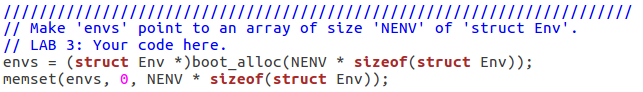 //////////////////////////////////////////////////////////////////////
// Make 'envs' point to an array of size 'NENV' of 'struct Env'.
// LAB 3: Your code here.
envs = (struct Env *)boot_alloc(NENV * sizeof(struct Env));
memset(envs, 0, NENV * sizeof(struct Env));